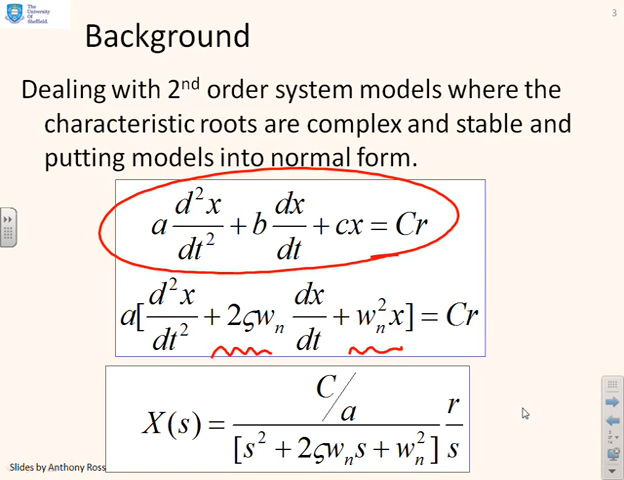 The
University
Of
Sheffield.
3
Background
Dealing with 2nd order system models where the
characteristic roots are complex and stable and
putting models into normal form.
a d²x/dt² + b dx/dt + cx = Cr
a[d²x/dt² + 2ςwₙ dx/dt + wₙ²x] = Cr
X(s) = (C/a)/[s² + 2ςwₙs + wₙ²] r/s
Slides by Anthony Ross